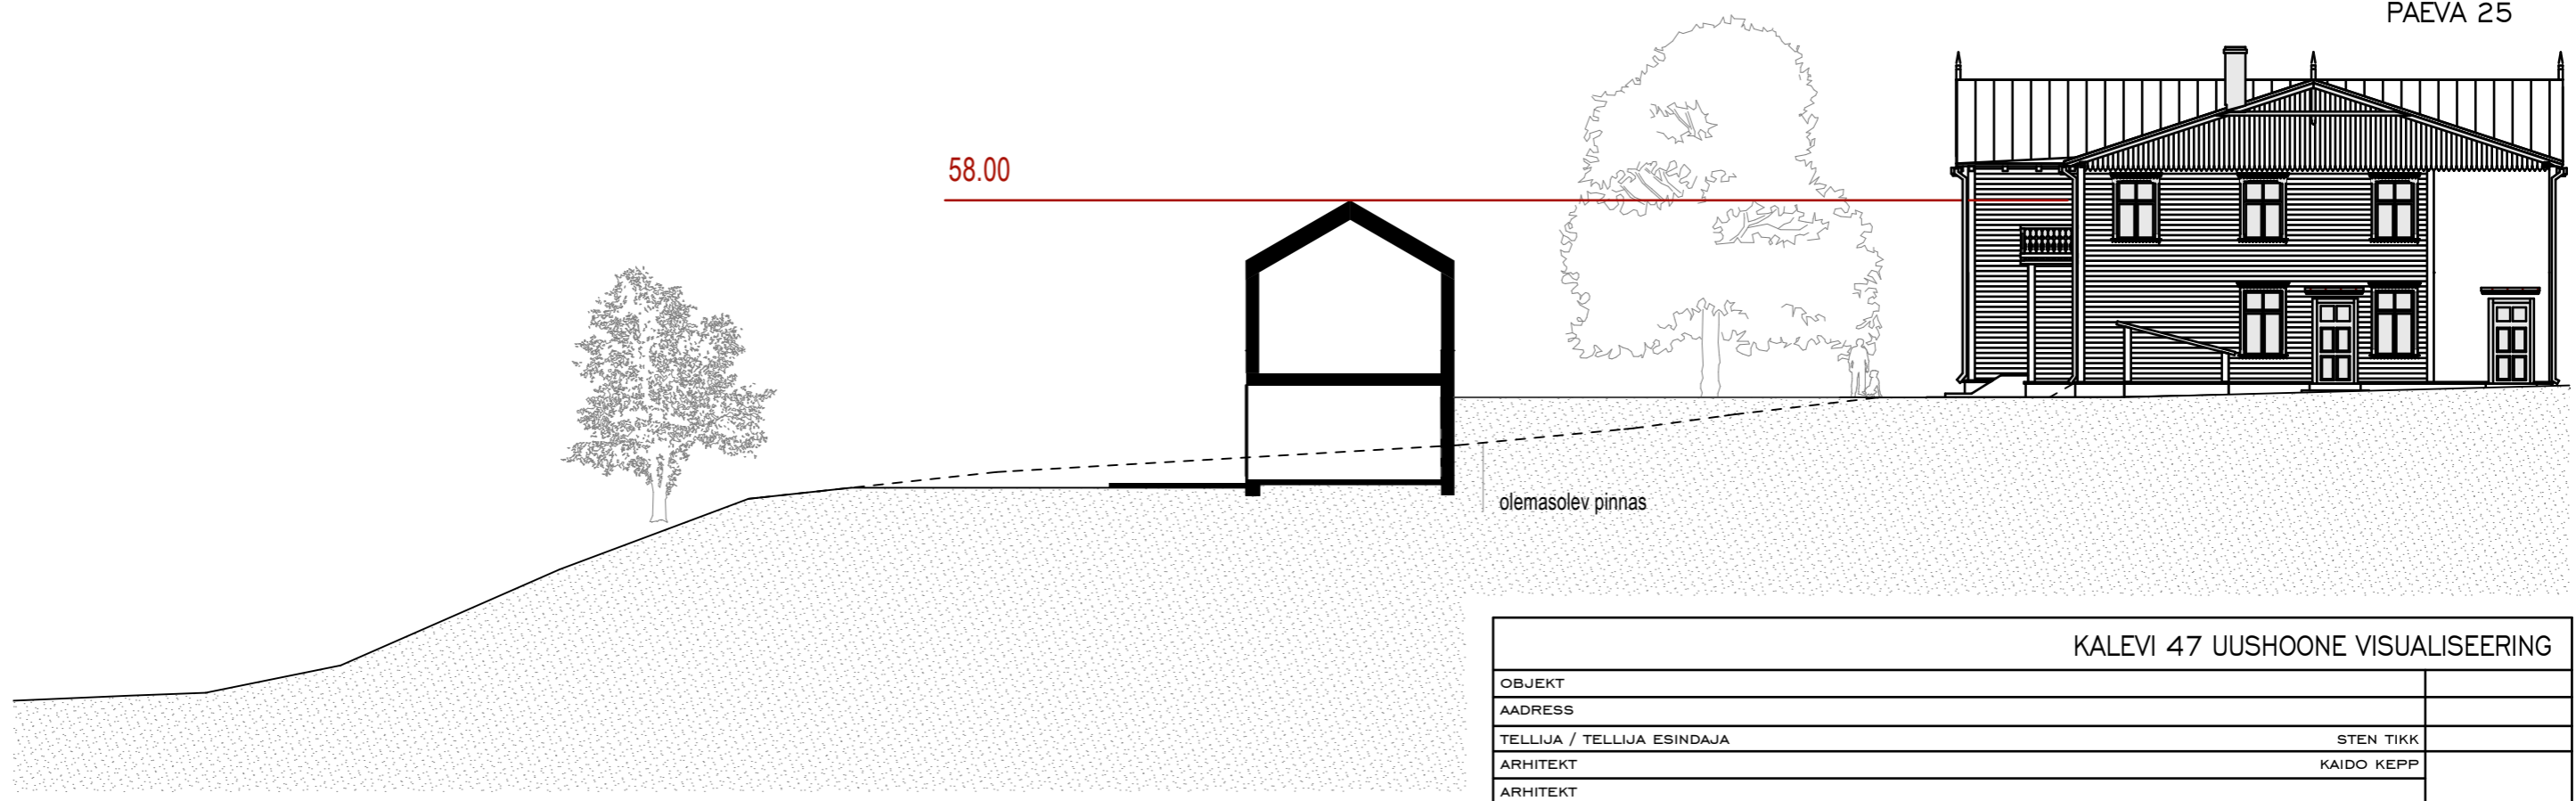 PAEVA 25
58.00
olemasolev pinnas
KALEVI 47 UUSHOONE VISUALISEERING
OBJEKT
AADRESS
TELLIJA / TELLIJA ESINDAJA STEN TIKK
ARHITEKT KAIDO KEPP
ARHITEKT